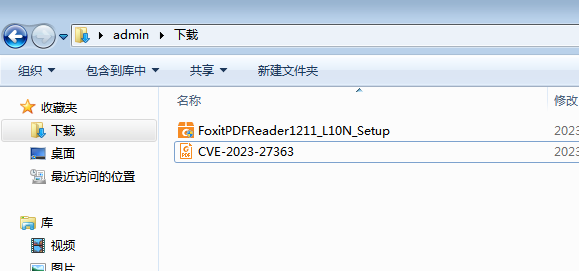 admin 下载
组织 包含到库中 共享 新建文件夹
收藏夹 名称 修改
下载 FoxitPDFReader1211_L10N_Setup 2023
桌面 CVE-2023-27363 2023
最近访问的位置
库
视频
图片